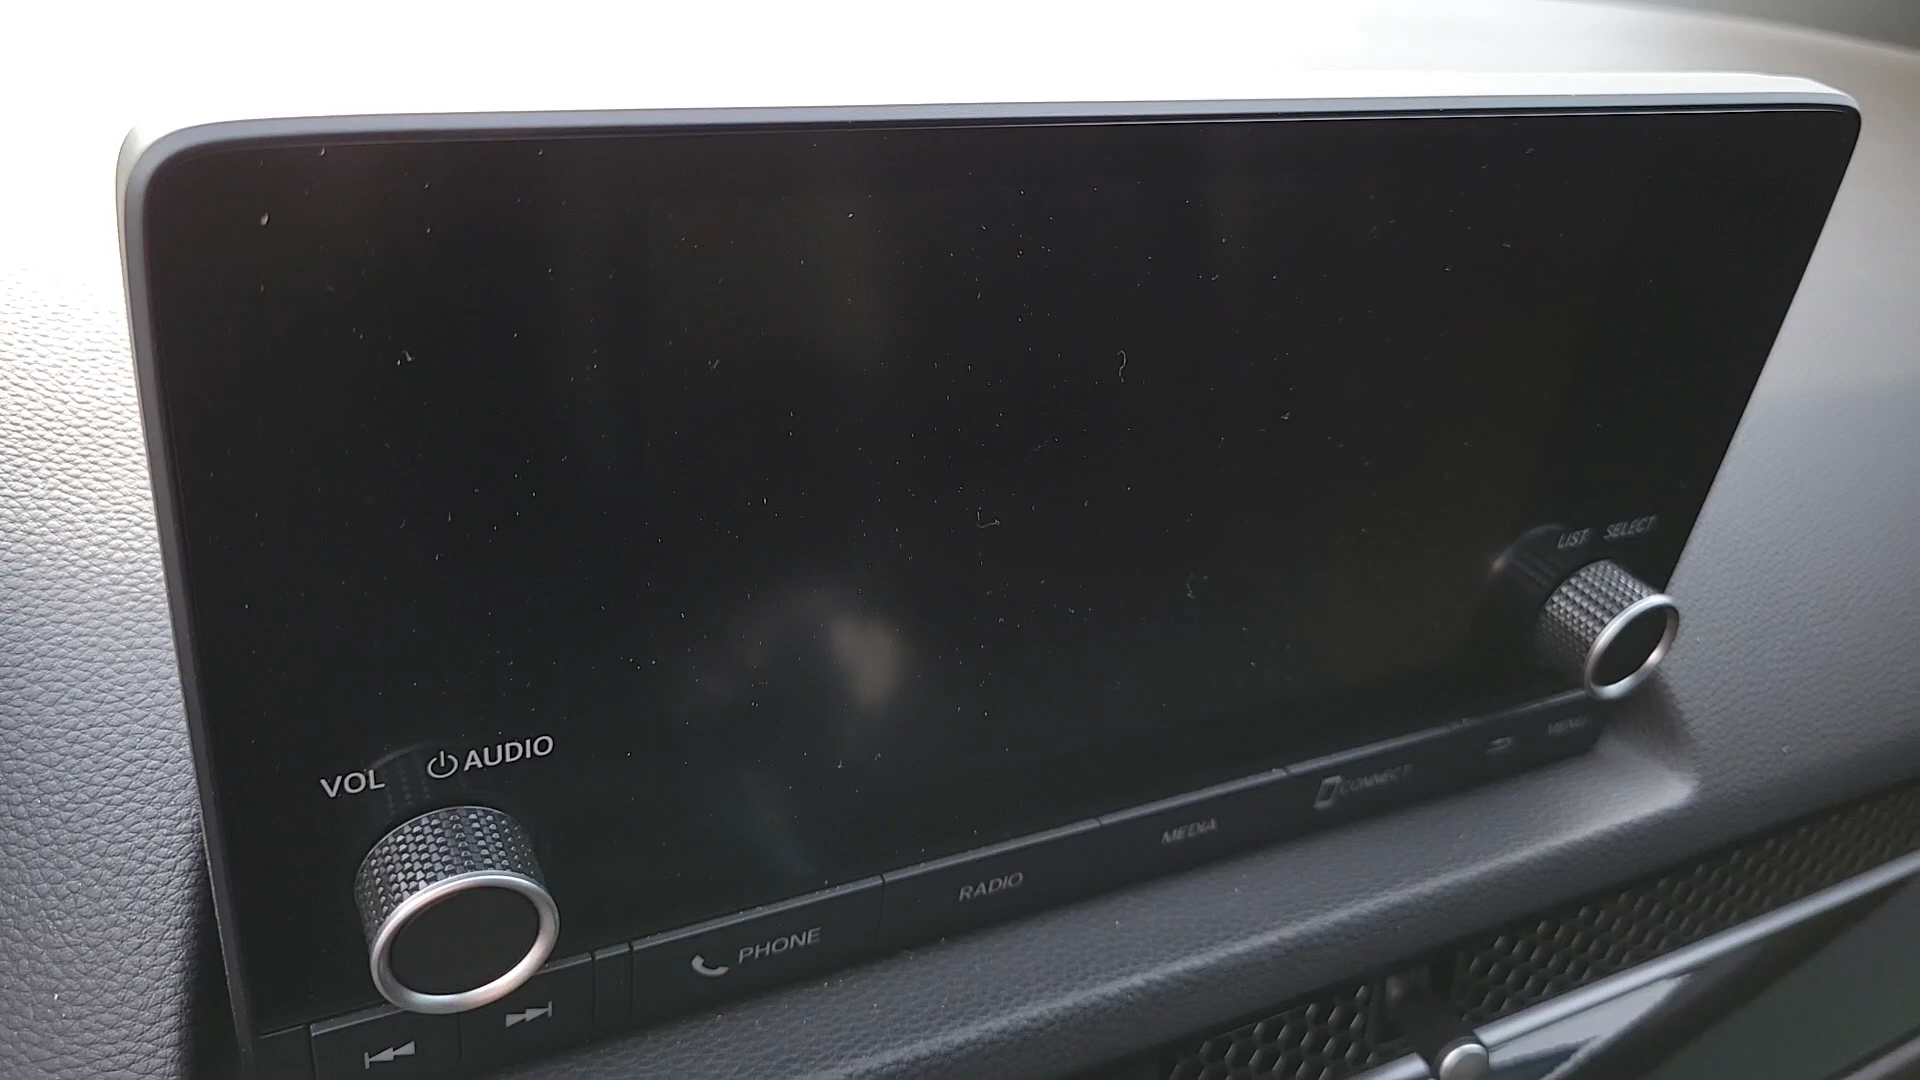 LIST SELECT
VOL AUDIO
MENU
CONNECT
MEDIA
RADIO
PHONE